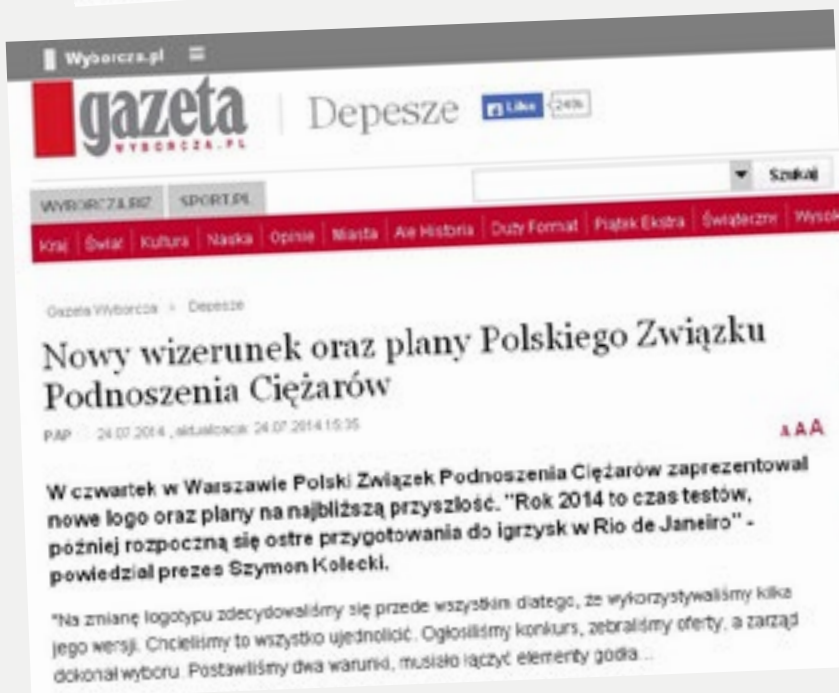 Wyborcza.pl
gazeta
WYBORCZA.PL
Depesze
Like
Szukaj
WYBORCZA.BIZ SPORT.PL
Kraj Świat Kultura Nauka Opinie Miasta Ale Historia Duży Format Piątek Ekstra Świąteczny Wysok
Gazeta Wyborcza Depesze
Nowy wizerunek oraz plany Polskiego Związku
Podnoszenia Ciężarów
PAP 24.07.2014 , aktualizacja: 24.07.2014 15:35
A A A
W czwartek w Warszawie Polski Związek Podnoszenia Ciężarów zaprezentował
nowe logo oraz plany na najbliższą przyszłość. "Rok 2014 to czas testów,
później rozpoczną się ostre przygotowania do igrzysk w Rio de Janeiro" -
powiedział prezes Szymon Kołecki.
"Na zmianę logotypu zdecydowaliśmy się przede wszystkim dlatego, że wykorzystywaliśmy kilka
jego wersji. Chcieliśmy to wszystko ujednolicić. Ogłosiliśmy konkurs, zebraliśmy oferty, a zarząd
dokonał wyboru. Postawiliśmy dwa warunki, musiało łączyć elementy godła...